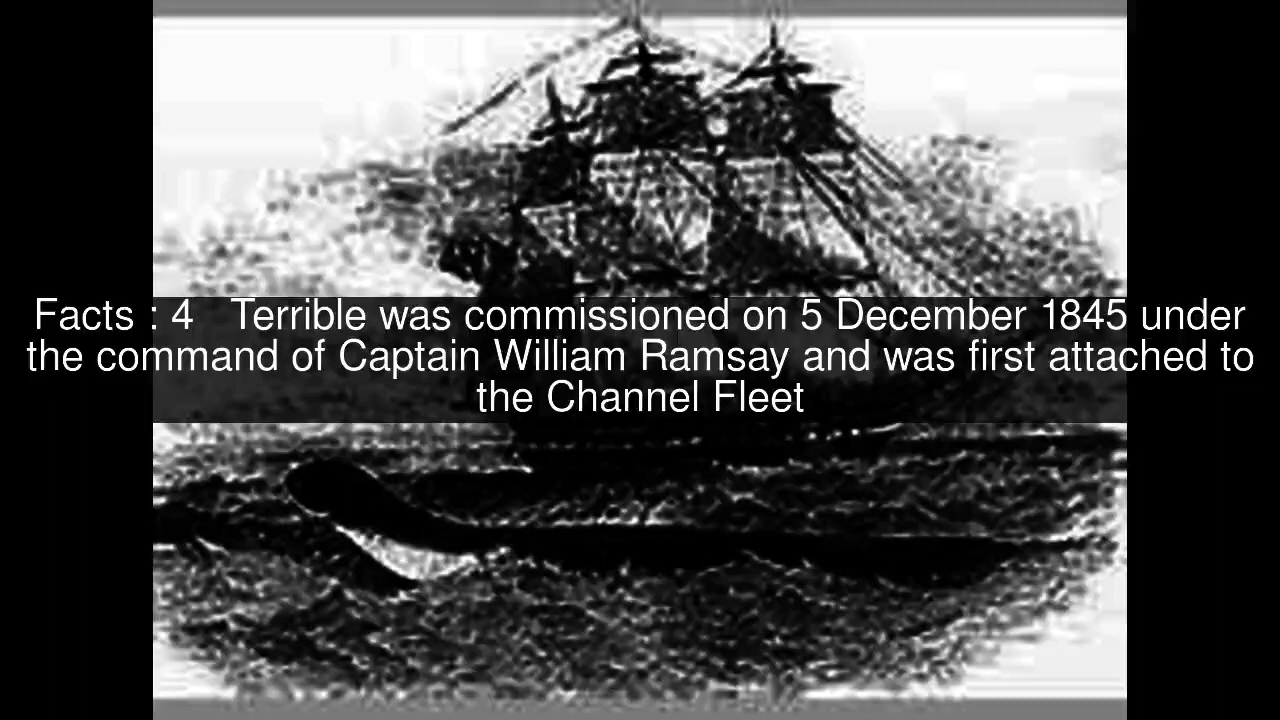 Facts : 4 Terrible was commissioned on 5 December 1845 under
the command of Captain William Ramsay and was first attached to
the Channel Fleet